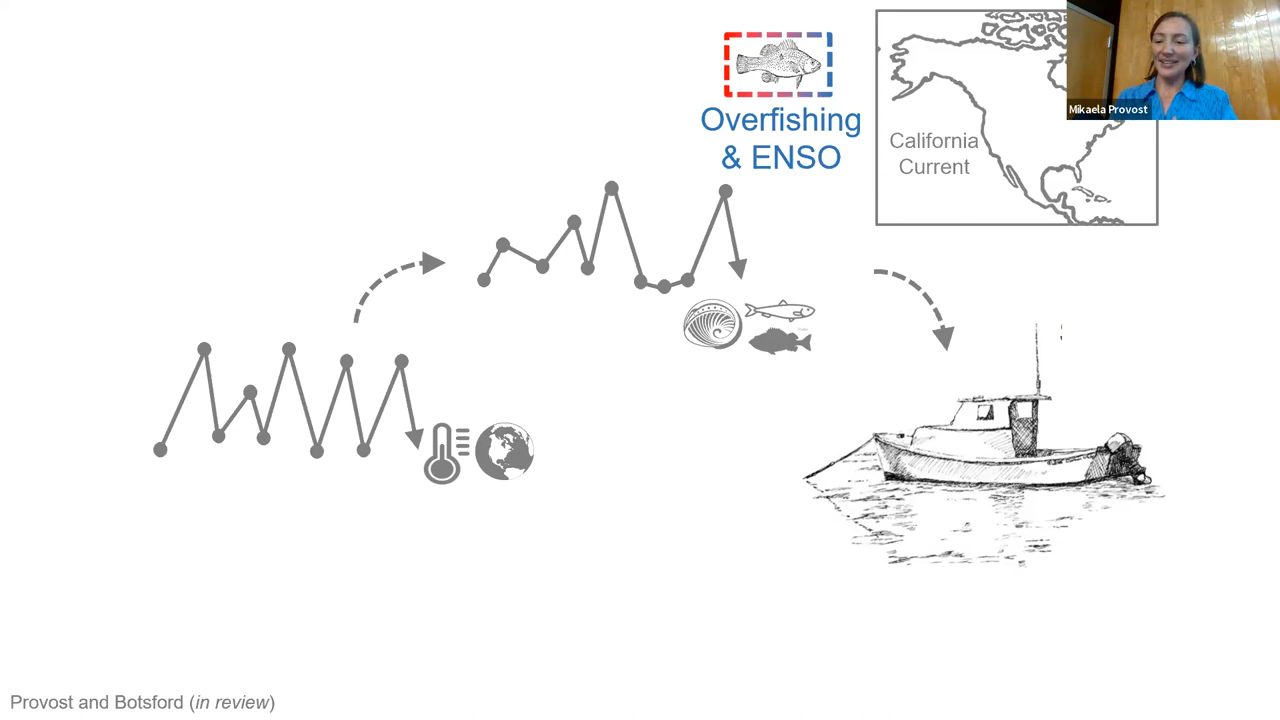 Overfishing
& ENSO
California
Current
Mikaela Provost
Provost and Botsford (in review)